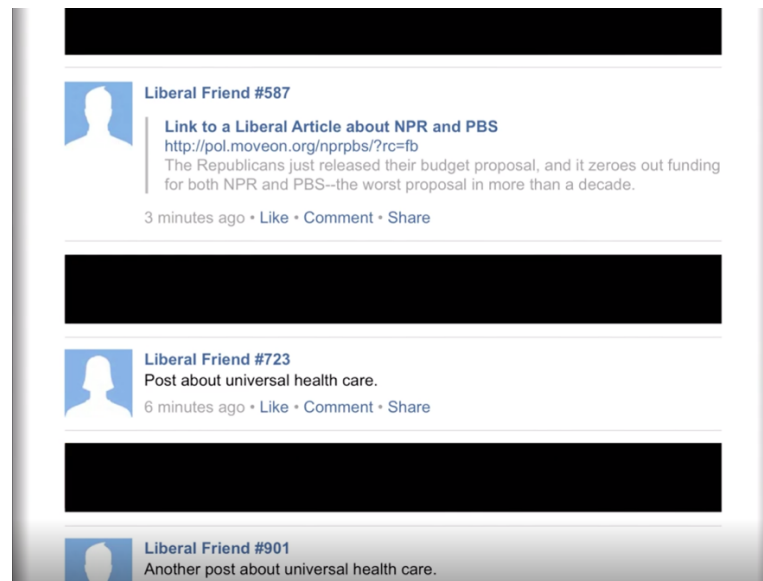 Liberal Friend #587
Link to a Liberal Article about NPR and PBS
http://pol.moveon.org/nprpbs/?rc=fb
The Republicans just released their budget proposal, and it zeroes out funding
for both NPR and PBS--the worst proposal in more than a decade.
3 minutes ago • Like • Comment • Share
Liberal Friend #723
Post about universal health care.
6 minutes ago • Like • Comment • Share
Liberal Friend #901
Another post about universal health care.